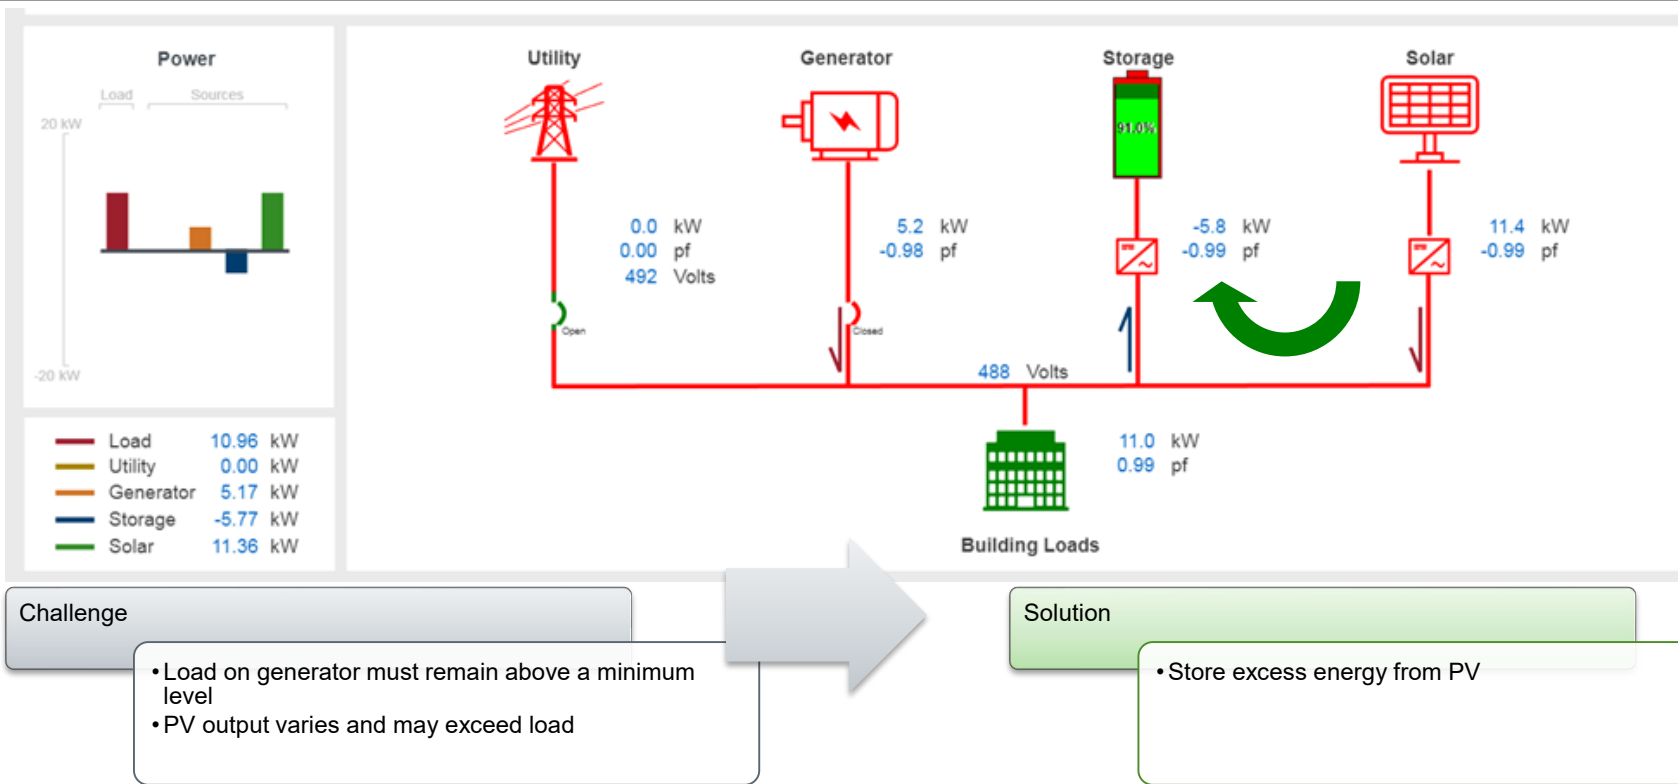 Power
Load Sources
20 kW
-20 kW
Load 10.96 kW
Utility 0.00 kW
Generator 5.17 kW
Storage -5.77 kW
Solar 11.36 kW
Utility Generator Storage Solar
91.0%
0.0 kW
0.00 pf
492 Volts
Open
5.2 kW
-0.98 pf
Closed
-5.8 kW
-0.99 pf
11.4 kW
-0.99 pf
488 Volts
11.0 kW
0.99 pf
Building Loads
Challenge
• Load on generator must remain above a minimum
level
• PV output varies and may exceed load
Solution
• Store excess energy from PV